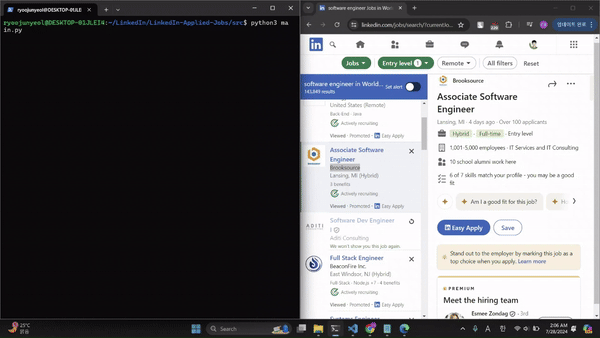 ryoojunyeol@DESKTOP-01JLE
ryoojunyeol@DESKTOP-01JLEI4:~/LinkedIn/LinkedIn-Applied-Jobs/src$ python3 ma
in.py
software engineer Jobs in Worl
linkedin.com/jobs/search/?currentJo...
in
Jobs
Entry level 1
Remote
All filters
Reset
software engineer in World...
Set alert
United States (Remote)
Back End · Java
Actively recruiting
Viewed · Promoted · Easy Apply
Associate Software
Engineer
Brooksource
Lansing, MI (Hybrid)
3 benefits
Actively recruiting
Viewed · Promoted · Easy Apply
ADITI
Software Dev Engineer
I
Aditi Consulting
We won't show you this job again
Full Stack Engineer
BeaconFire Inc.
East Windsor, NJ (Hybrid)
Full Stack · Node.js +7 · 4 benefits
Actively recruiting
Viewed · Promoted · Easy Apply
Brooksource
Associate Software
Engineer
Lansing, MI · 4 days ago · Over 100 applicants
Hybrid
Full-time
· Entry level
1,001-5,000 employees · IT Services and IT Consulting
10 school alumni work here
6 of 7 skills match your profile - you may be a good
fit
Am I a good fit for this job?
Easy Apply
Save
Stand out to the employer by marking this job as a
top choice when you apply. Learn more
PREMIUM
Meet the hiring team
Esmee Zondag · 3rd
25°C
Search
A
2:06 AM
7/28/2024